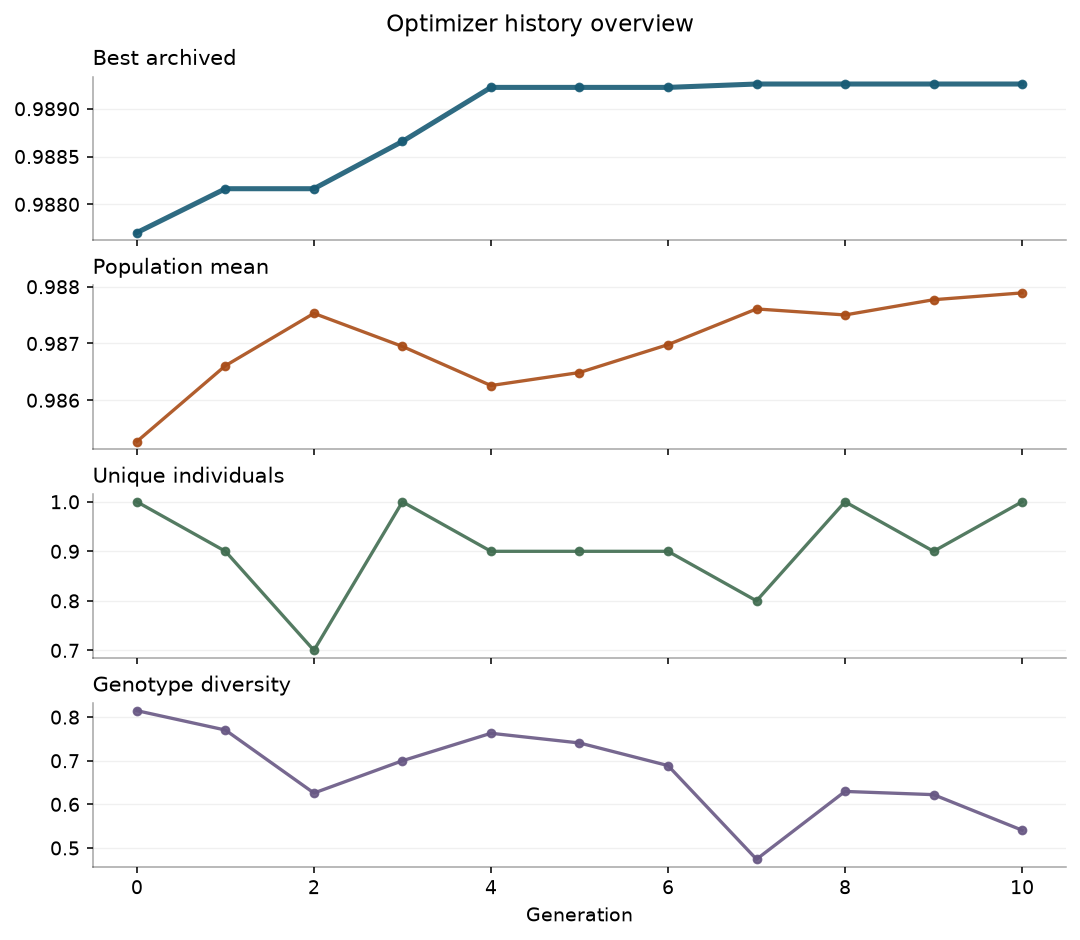 Optimizer history overview
Best archived
0.9890
0.9885
0.9880
Population mean
0.988
0.987
0.986
Unique individuals
1.0
0.9
0.8
0.7
Genotype diversity
0.8
0.7
0.6
0.5
0 2 4 6 8 10
Generation